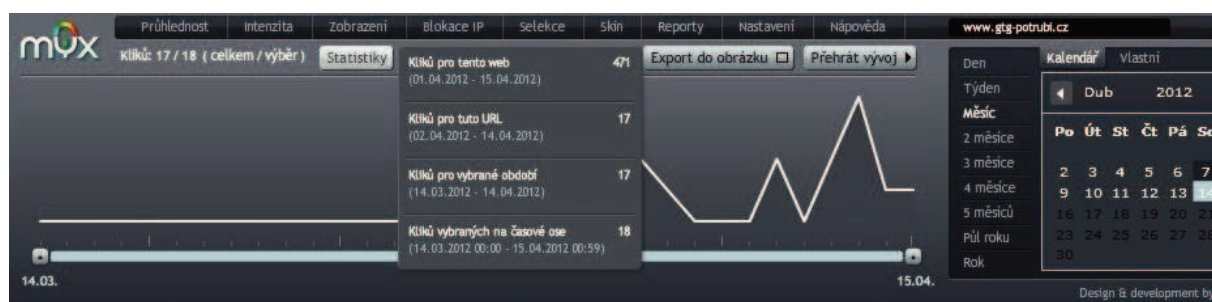 Průhlednost Intenzita Zobrazení Blokace IP Selekce Skin Reporty Nastavení Nápověda www.gtg-potrubi.cz
myx
Kliků: 17 / 18 ( celkem / výběr ) Statistiky Export do obrázku Přehrát vývoj
Kliků pro tento web 471
(01.04.2012 - 15.04.2012)
Kliků pro tuto URL 17
(02.04.2012 - 14.04.2012)
Kliků pro vybrané období 17
(14.03.2012 - 14.04.2012)
Kliků vybraných na časové ose 18
(14.03.2012 00:00 - 15.04.2012 00:59)
14.03. 15.04.
Den
Týden
Měsíc
2 měsíce
3 měsíce
4 měsíce
5 měsíců
Půl roku
Rok
Kalendář Vlastní
Dub 2012
Po Út St Čt Pá So
2 3 4 5 6 7
9 10 11 12 13 14
16 17 18 19 20 21
23 24 25 26 27 28
30
Design & development by